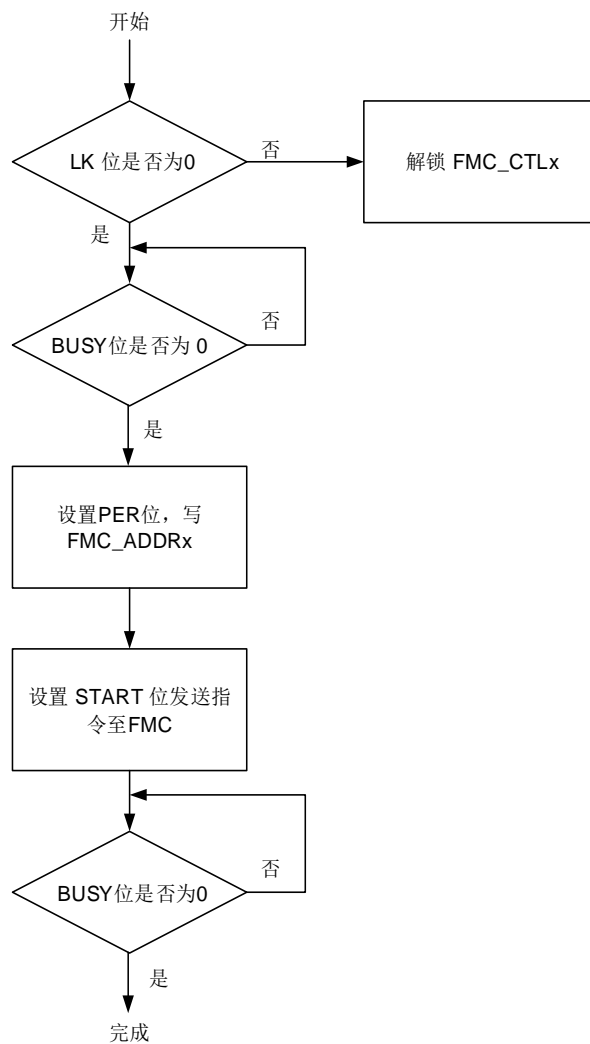 开始
LK 位是否为0
否
解锁 FMC_CTLx
是
否
BUSY位是否为 0
是
设置PER位，写
FMC_ADDRx
设置 START 位发送指
令至FMC
否
BUSY位是否为0
是
完成